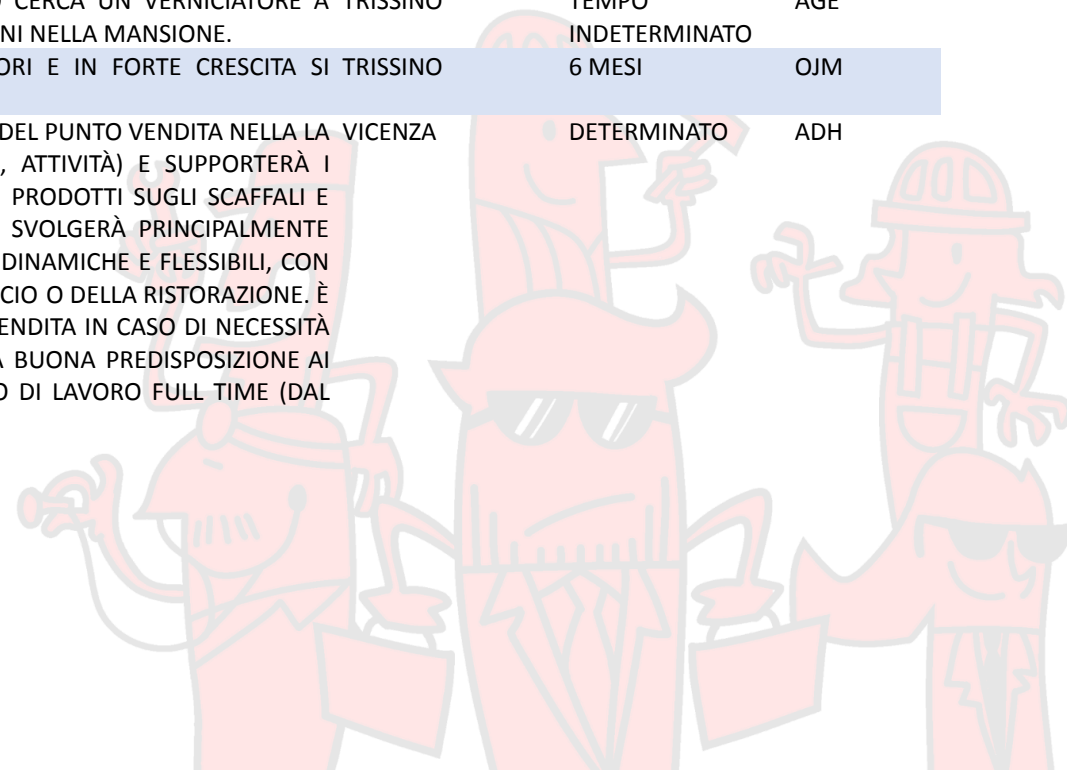 CERCA UN VERNICIATORE A TRISSINO TEMPO AGE
NI NELLA MANSIONE. INDETERMINATO
ORI E IN FORTE CRESCITA SI TRISSINO 6 MESI OJM
DEL PUNTO VENDITA NELLA LA VICENZA DETERMINATO ADH
, ATTIVITÀ) E SUPPORTERÀ I
PRODOTTI SUGLI SCAFFALI E
SVOLGERÀ PRINCIPALMENTE
DINAMICHE E FLESSIBILI, CON
CIO O DELLA RISTORAZIONE. È
ENDITA IN CASO DI NECESSITÀ
A BUONA PREDISPOSIZIONE AI
O DI LAVORO FULL TIME (DAL